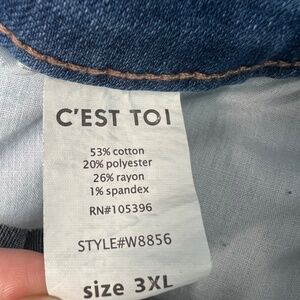 C'EST TOI
53% cotton
20% polyester
26% rayon
1% spandex
RN#105396
STYLE#W8856
size 3XL